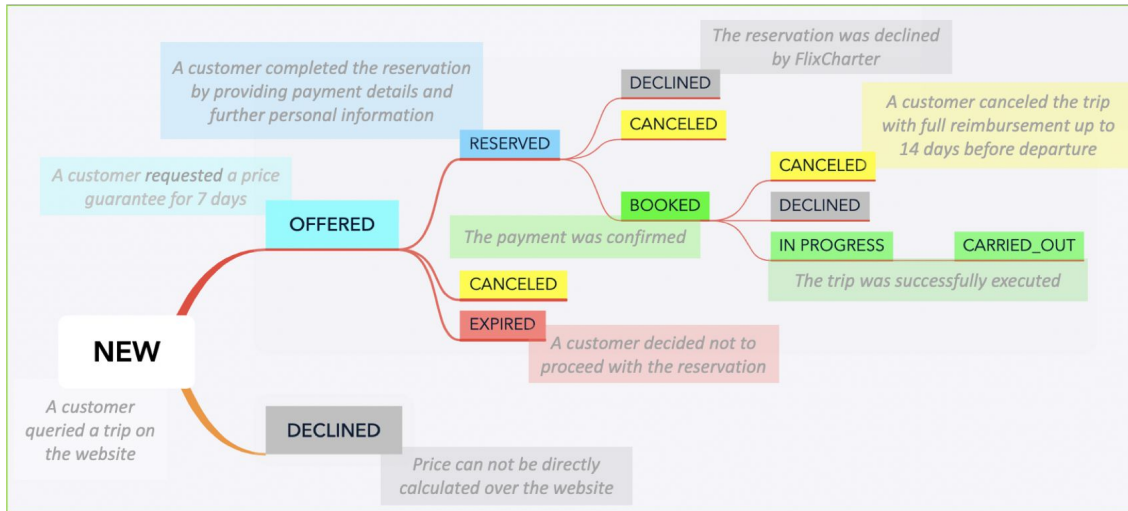 The reservation was declined
by FlixCharter
A customer completed the reservation
by providing payment details and
further personal information
DECLINED
A customer canceled the trip
with full reimbursement up to
14 days before departure
CANCELED
RESERVED
CANCELED
A customer requested a price
guarantee for 7 days
BOOKED
DECLINED
OFFERED
The payment was confirmed
IN PROGRESS
CARRIED_OUT
The trip was successfully executed
CANCELED
EXPIRED
A customer decided not to
proceed with the reservation
NEW
A customer
queried a trip on
the website
DECLINED
Price can not be directly
calculated over the website